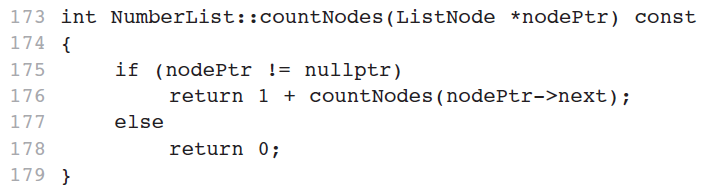 173 int NumberList::countNodes(ListNode *nodePtr) const
174 {
175     if (nodePtr != nullptr)
176         return 1 + countNodes(nodePtr->next);
177     else
178         return 0;
179 }